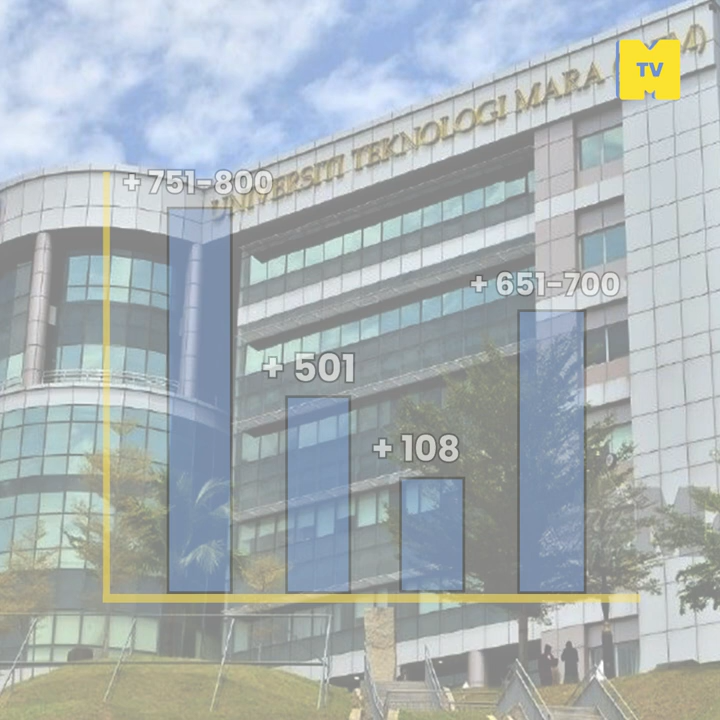 TV
UNIVERSITI TEKNOLOGI MARA
+ 751-800
+ 651-700
+ 501
+ 108